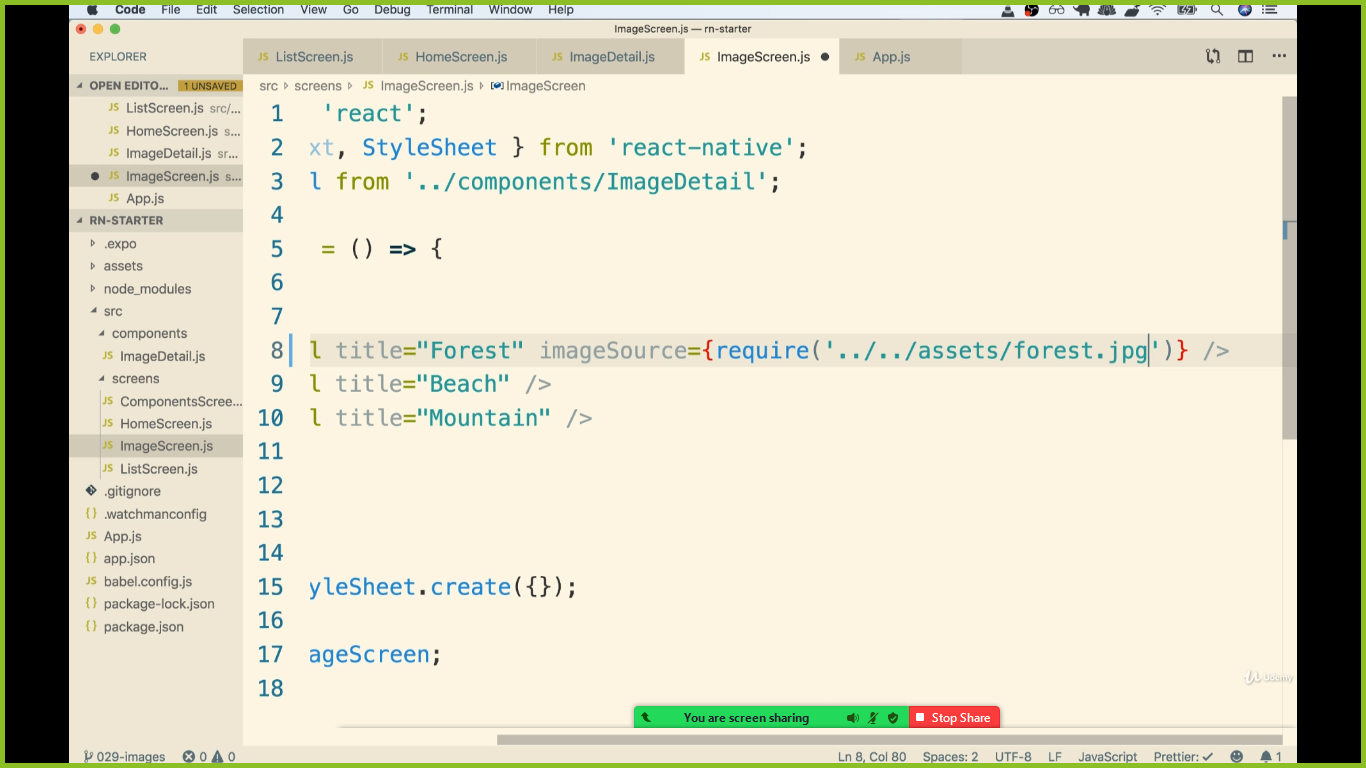 Code File Edit Selection View Go Debug Terminal Window Help
ImageScreen.js — rn-starter
EXPLORER
JS ListScreen.js JS HomeScreen.js JS ImageDetail.js JS ImageScreen.js JS App.js
OPEN EDITO... 1 UNSAVED
src screens JS ImageScreen.js ImageScreen
JS ListScreen.js src/...
JS HomeScreen.js s...
JS ImageDetail.js sr...
JS ImageScreen.js s...
JS App.js
RN-STARTER
.expo
assets
node_modules
src
components
JS ImageDetail.js
screens
JS ComponentsScree...
JS HomeScreen.js
JS ImageScreen.js
JS ListScreen.js
.gitignore
{} .watchmanconfig
JS App.js
{} app.json
JS babel.config.js
{} package-lock.json
{} package.json
1 'react';
2 xt, StyleSheet } from 'react-native';
3 l from '../components/ImageDetail';
4
5 = () => {
6
7
8 l title="Forest" imageSource={require('../../assets/forest.jpg')} />
9 l title="Beach" />
10 l title="Mountain" />
11
12
13
14
15 yleSheet.create({});
16
17 ageScreen;
18
Udemy
You are screen sharing Stop Share
029-images 0 0 Ln 8, Col 80 Spaces: 2 UTF-8 LF JavaScript Prettier: ✓ 1